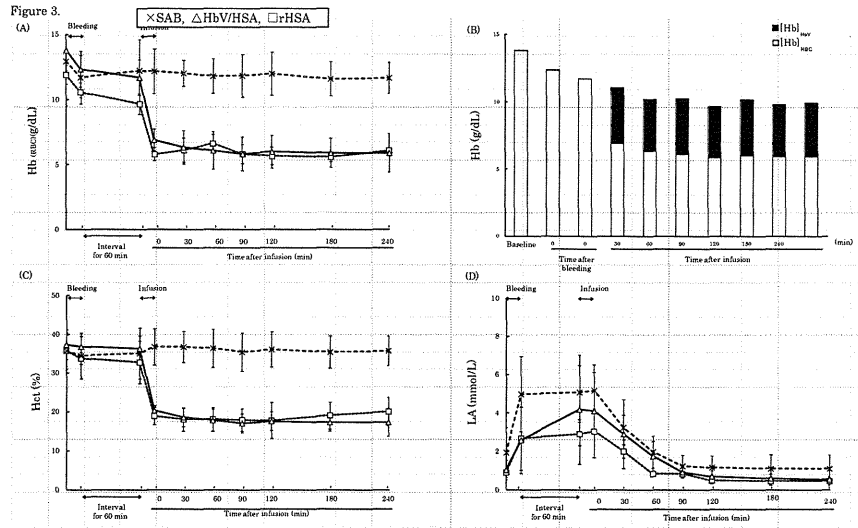 Figure 3.
×SAB, △HbV/HSA, □rHSA
(A)
Bleeding
Infusion
Hb (RBC)(g/dL)
15
10
5
0
0 30 60 90 120 180 240
Interval
for 60 min
Time after infusion (min)
(B)
■[Hb]HbV
□[Hb]RBC
Hb (g/dL)
15
10
5
0
Baseline 0 0 30 60 90 120 180 240
Time after
bleeding
Time after infusion
(C)
Bleeding
Infusion
Hct (%)
50
40
30
20
10
0
0 30 60 90 120 180 240
Interval
for 60 min
Time after infusion (min)
(D)
Bleeding
Infusion
LA (mmol/L)
10
8
6
4
2
0
0 30 60 90 120 180 240
Interval
for 60 min
Time after infusion (min)